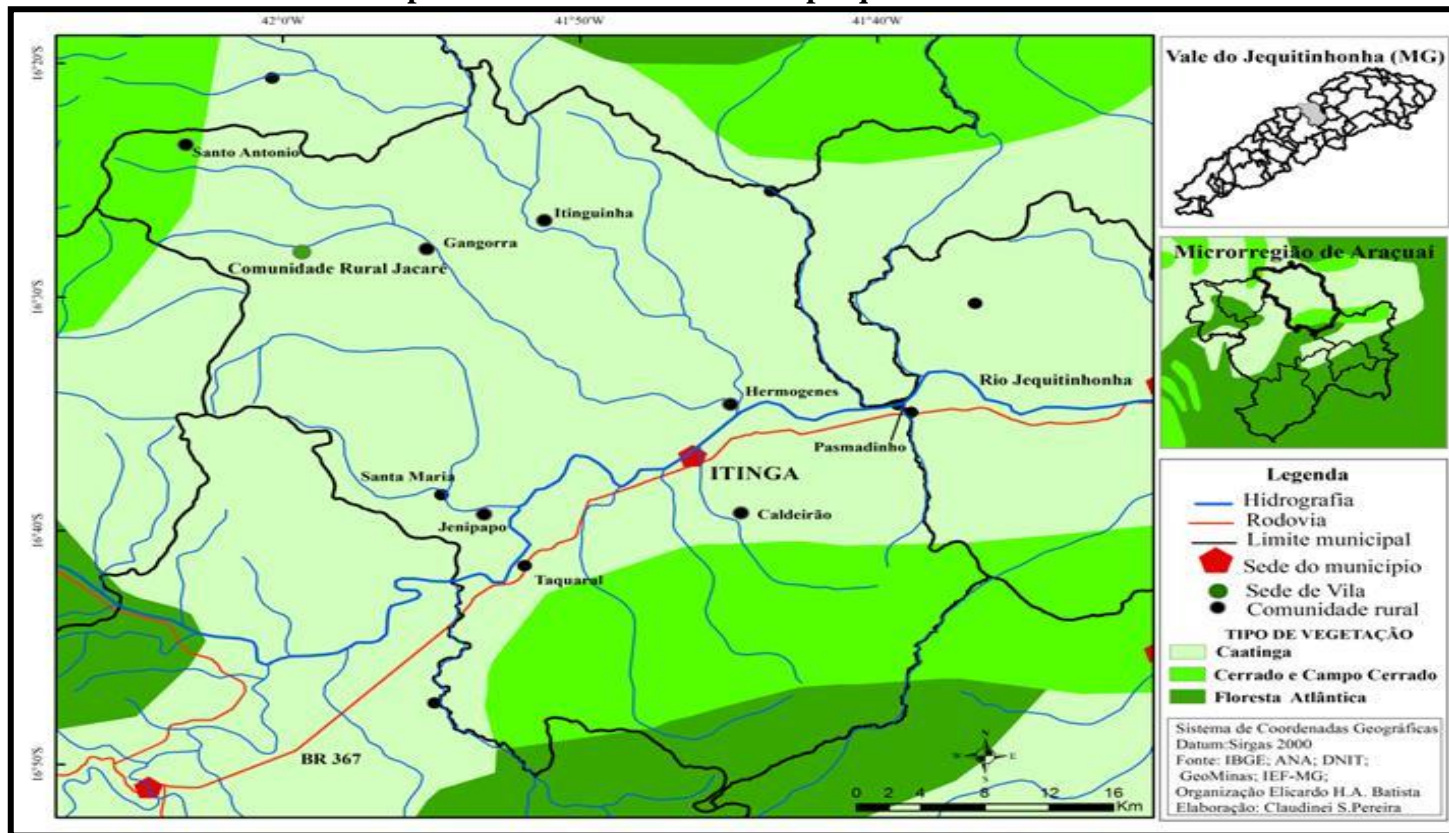 42°0'W
41°50'W
41°40'W
16°20'S
16°30'S
16°40'S
16°50'S
Santo Antonio
Itinguinha
Gangorra
Comunidade Rural Jacaré
Rio Jequitinhonha
Hermogenes
Pasmadinho
ITINGA
Santa Maria
Jenipapo
Caldeirão
Taquaral
BR 367
N
W E
S
0 2 4 8 12 16
Km
Vale do Jequitinhonha (MG)
Microrregião de Araçuaí
Legenda
Hidrografia
Rodovia
Limite municipal
Sede do município
Sede de Vila
Comunidade rural
TIPO DE VEGETAÇÃO
Caatinga
Cerrado e Campo Cerrado
Floresta Atlântica
Sistema de Coordenadas Geográficas
Datum:Sirgas 2000
Fonte: IBGE; ANA; DNIT;
GeoMinas; IEF-MG;
Organização Elicardo H.A. Batista
Elaboração: Claudinei S.Pereira